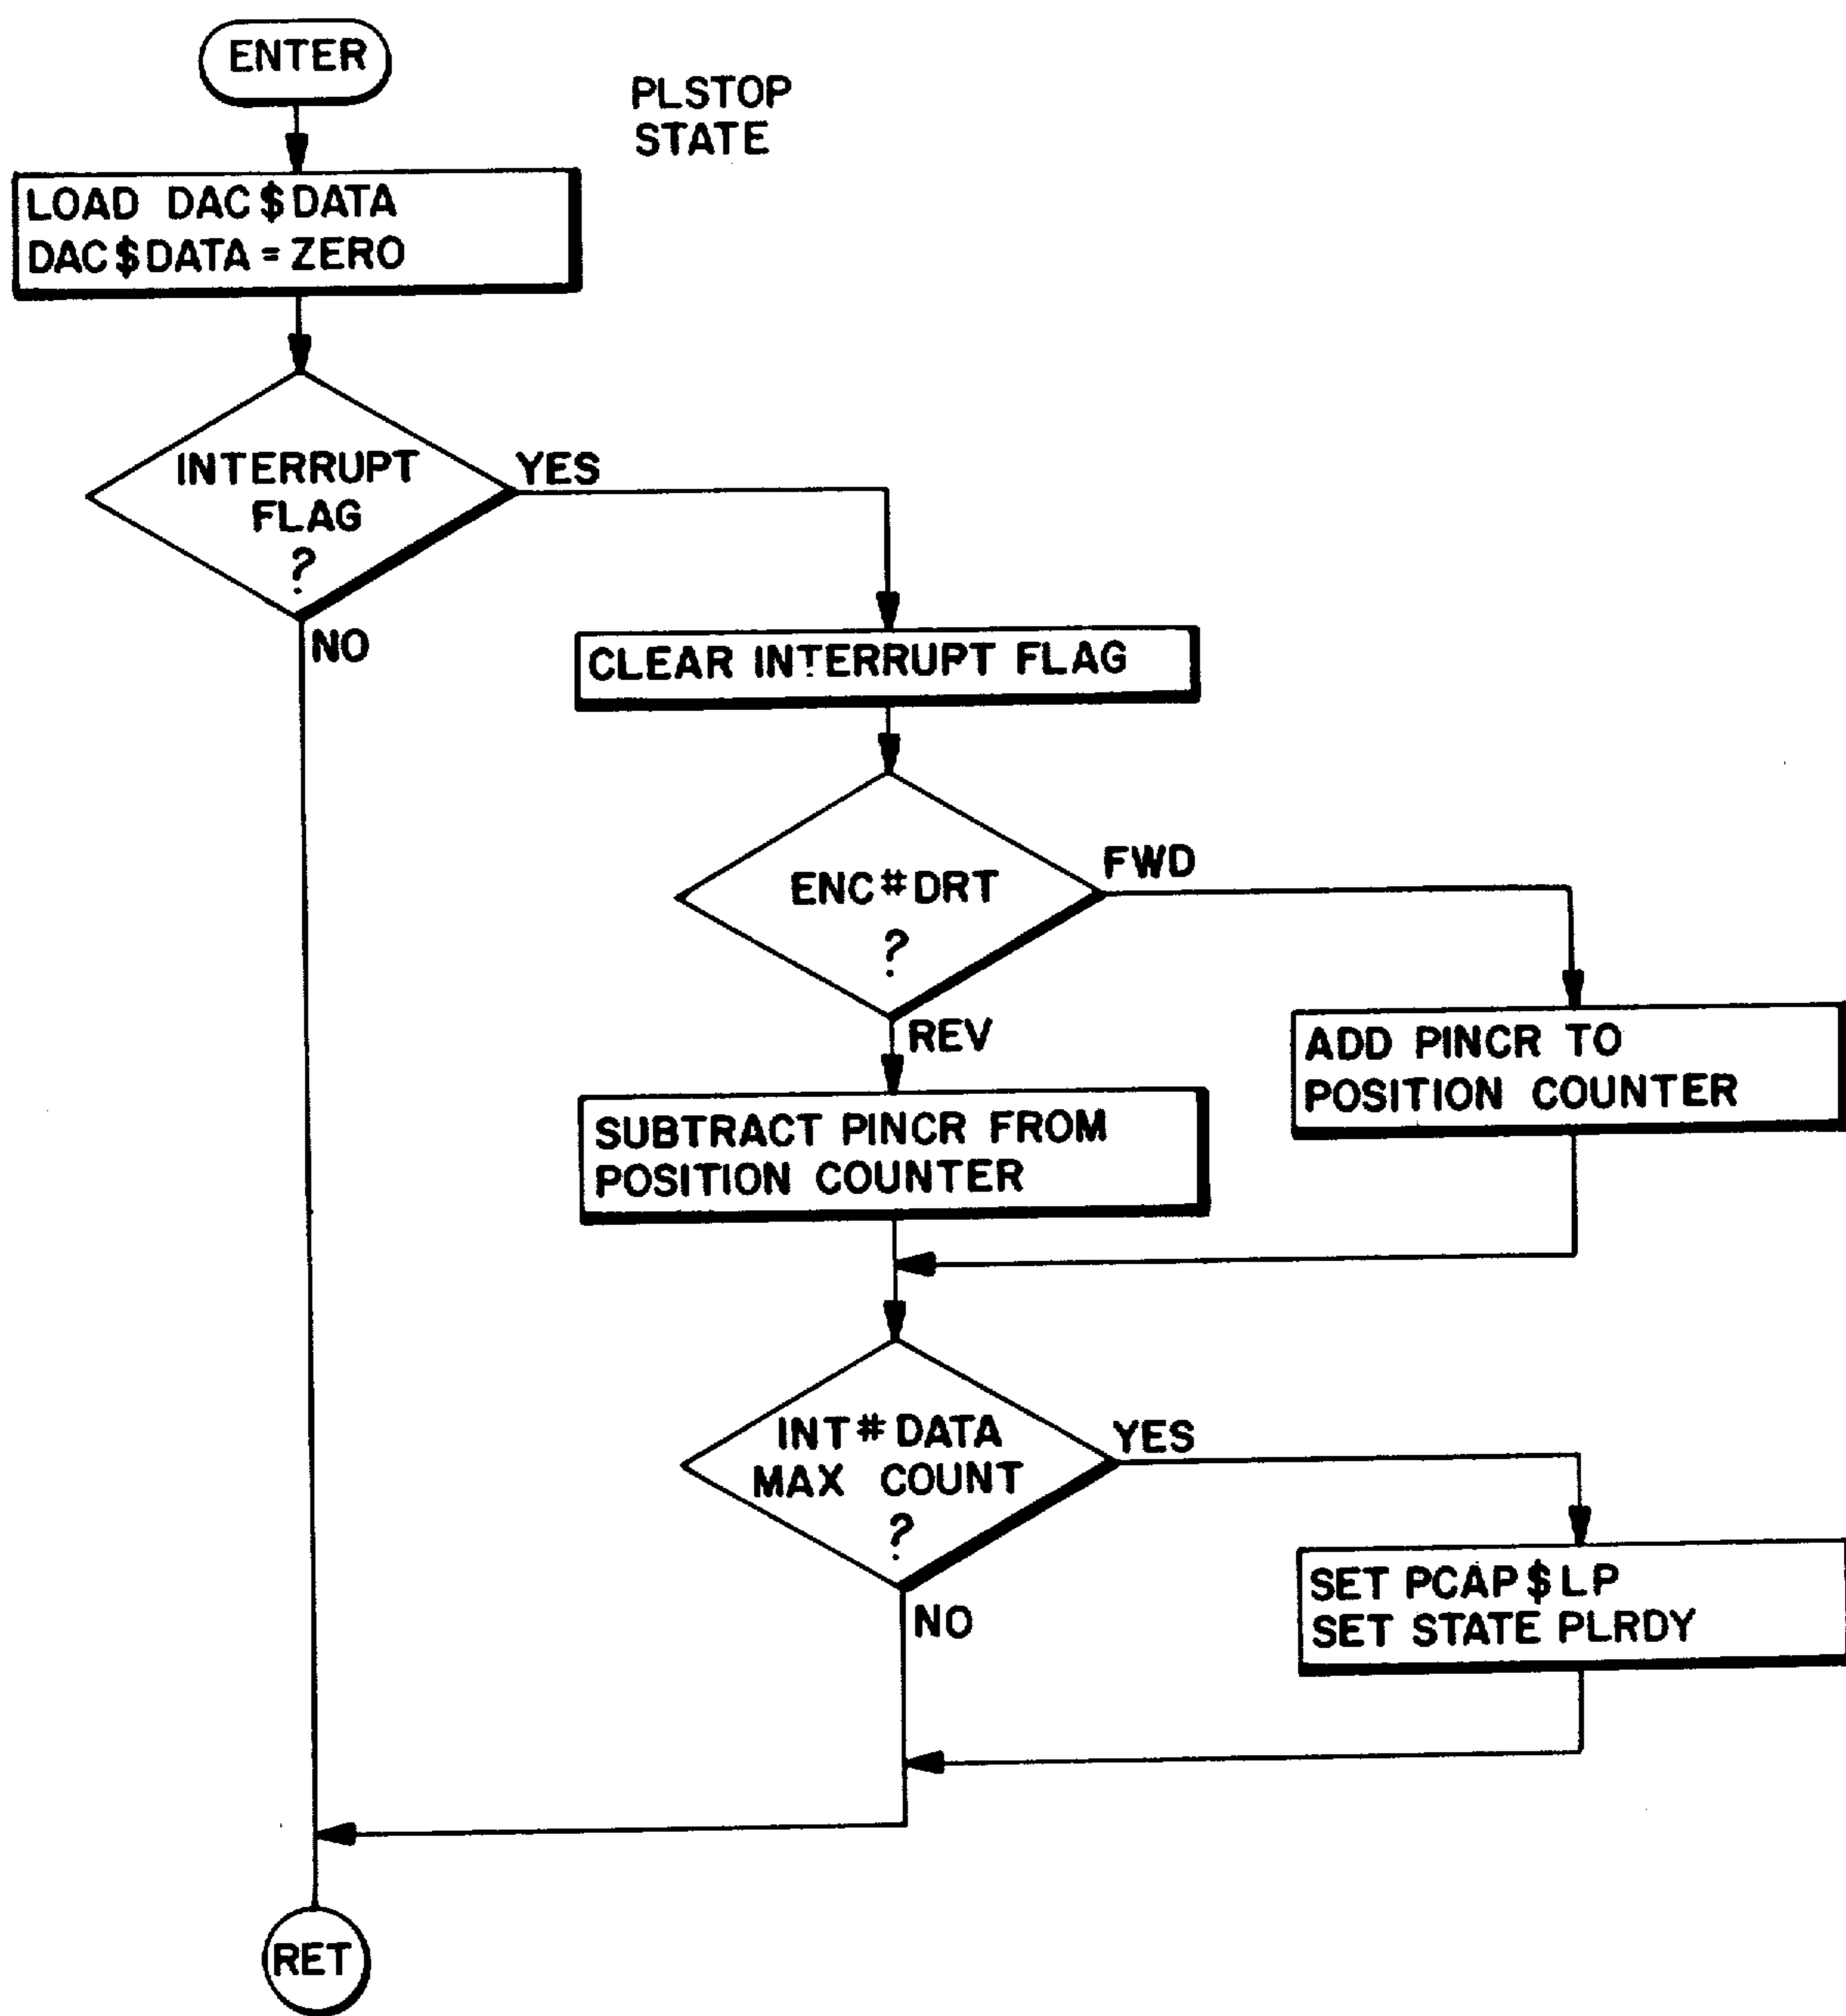 ENTER
PLSTOP
STATE
LOAD DAC$DATA
DAC$DATA = ZERO
INTERRUPT
FLAG
?
YES
NO
CLEAR INTERRUPT FLAG
ENC#DRT
?
FWD
REV
ADD PINCR TO
POSITION COUNTER
SUBTRACT PINCR FROM
POSITION COUNTER
INT#DATA
MAX COUNT
?
YES
NO
SET PCAP$LP
SET STATE PLRDY
RET